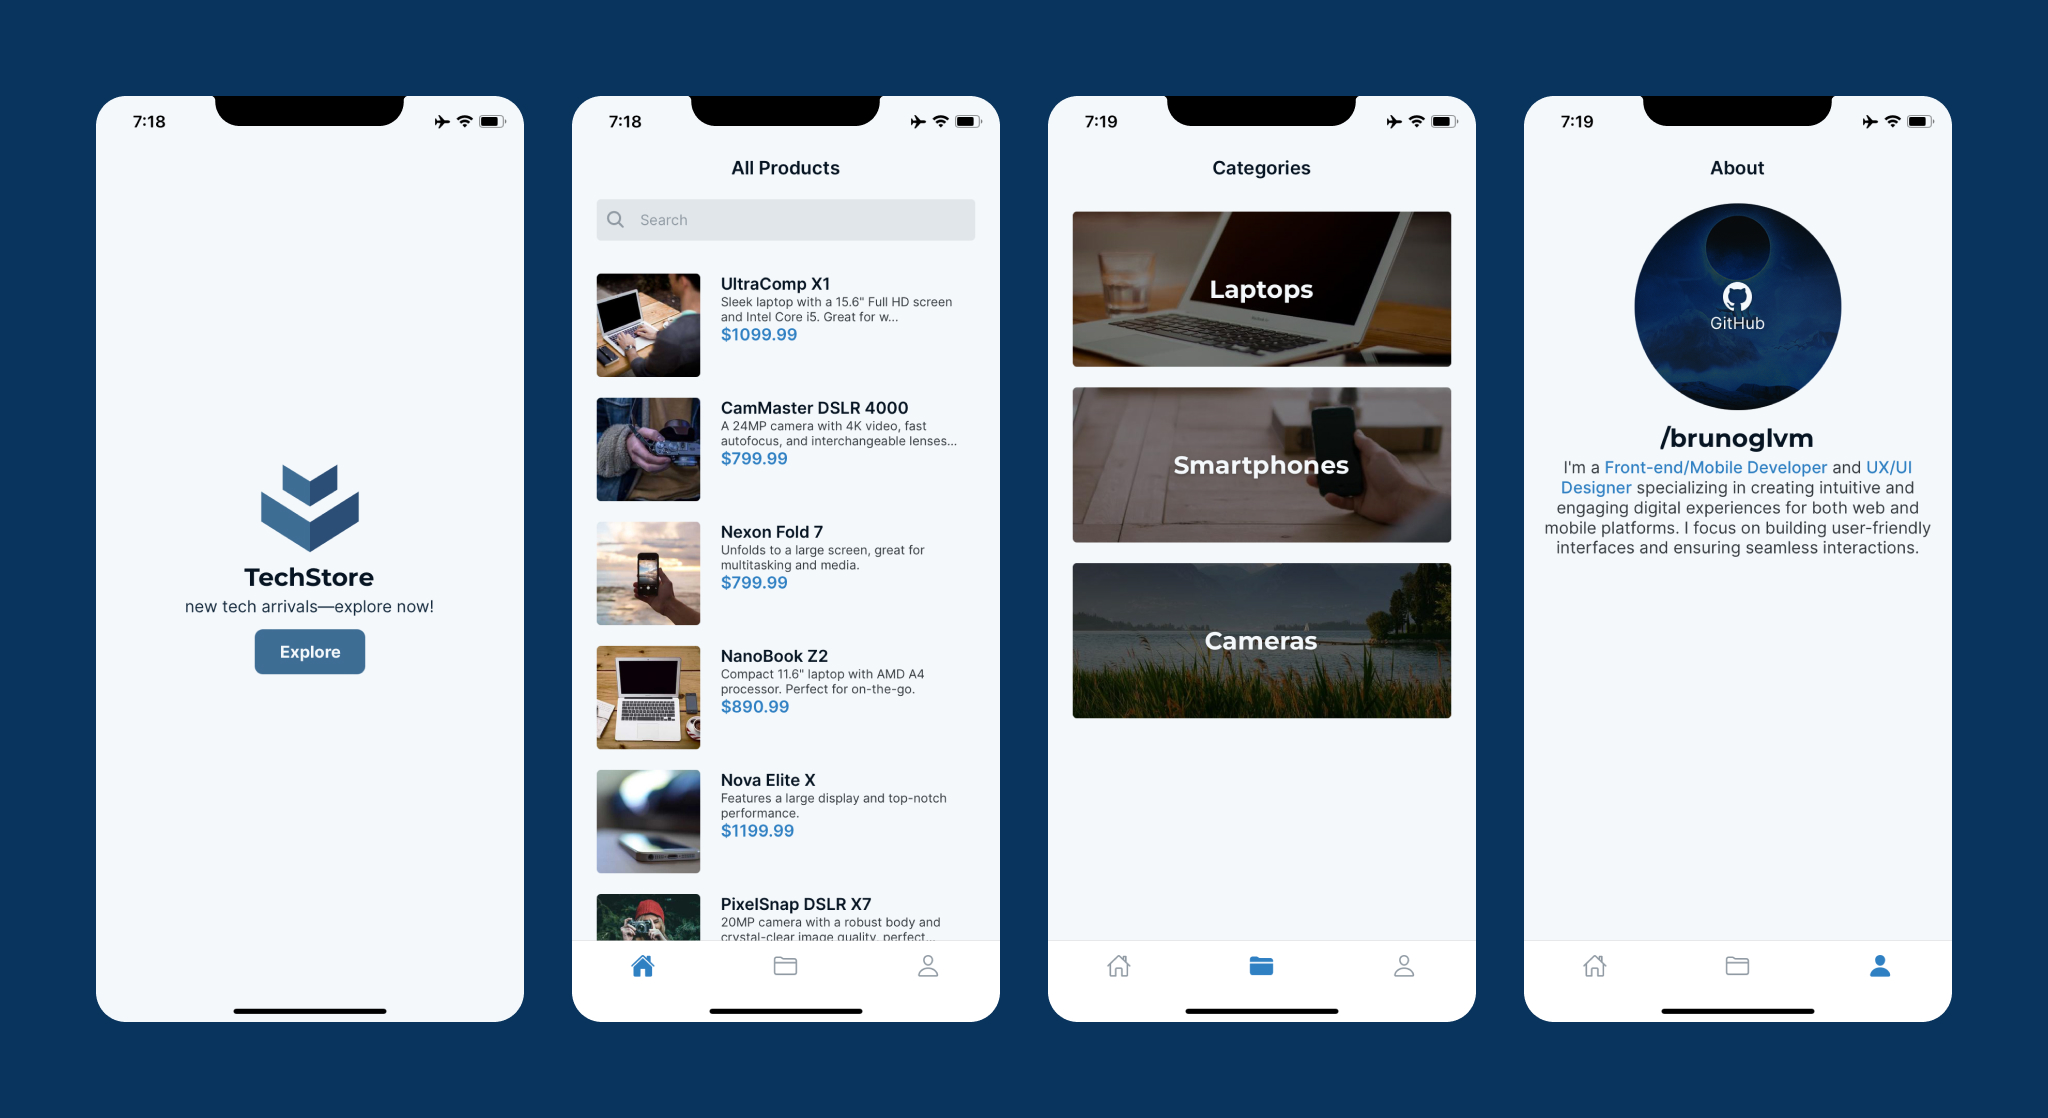 7:18
TechStore
new tech arrivals—explore now!
Explore
7:18
All Products
Search
UltraComp X1
Sleek laptop with a 15.6" Full HD screen
and Intel Core i5. Great for w...
$1099.99
CamMaster DSLR 4000
A 24MP camera with 4K video, fast
autofocus, and interchangeable lenses...
$799.99
Nexon Fold 7
Unfolds to a large screen, great for
multitasking and media.
$799.99
NanoBook Z2
Compact 11.6" laptop with AMD A4
processor. Perfect for on-the-go.
$890.99
Nova Elite X
Features a large display and top-notch
performance.
$1199.99
PixelSnap DSLR X7
20MP camera with a robust body and
crystal-clear image quality, perfect...
7:19
Categories
Laptops
Smartphones
Cameras
7:19
About
GitHub
/brunoglvm
I'm a Front-end/Mobile Developer and UX/UI
Designer specializing in creating intuitive and
engaging digital experiences for both web and
mobile platforms. I focus on building user-friendly
interfaces and ensuring seamless interactions.